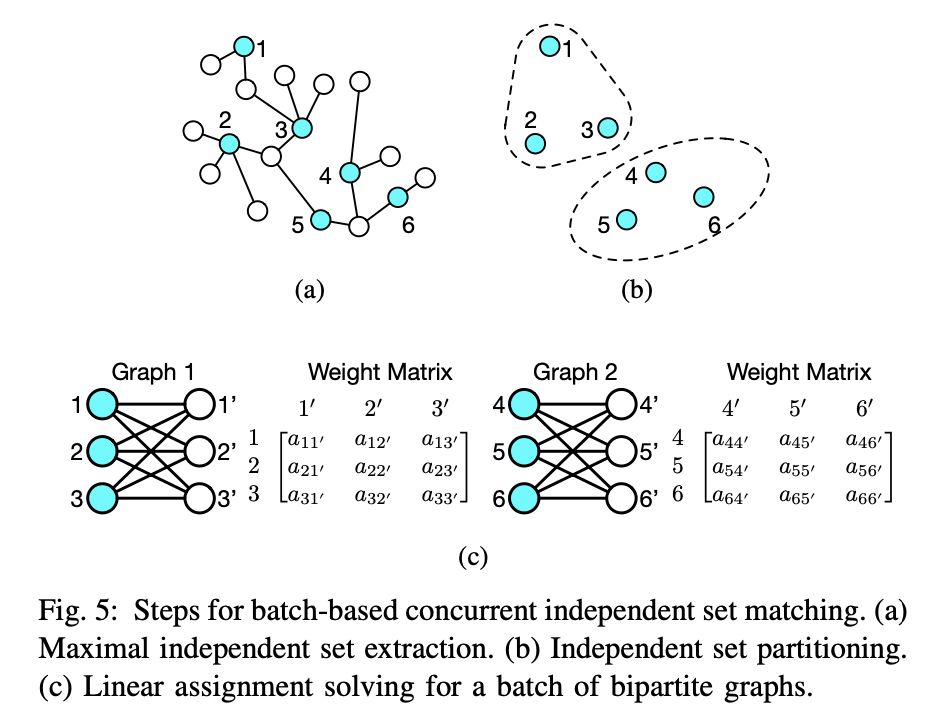 1
2
3
4
5
6
(a)
1
2
3
4
5
6
(b)
Graph 1
1 1'
2 2'
3 3'
Weight Matrix
1′ 2′ 3′
1 a11′ a12′ a13′
2 a21′ a22′ a23′
3 a31′ a32′ a33′
Graph 2
4 4'
5 5'
6 6'
Weight Matrix
4′ 5′ 6′
4 a44′ a45′ a46′
5 a54′ a55′ a56′
6 a64′ a65′ a66′
(c)
Fig. 5: Steps for batch-based concurrent independent set matching. (a)
Maximal independent set extraction. (b) Independent set partitioning.
(c) Linear assignment solving for a batch of bipartite graphs.